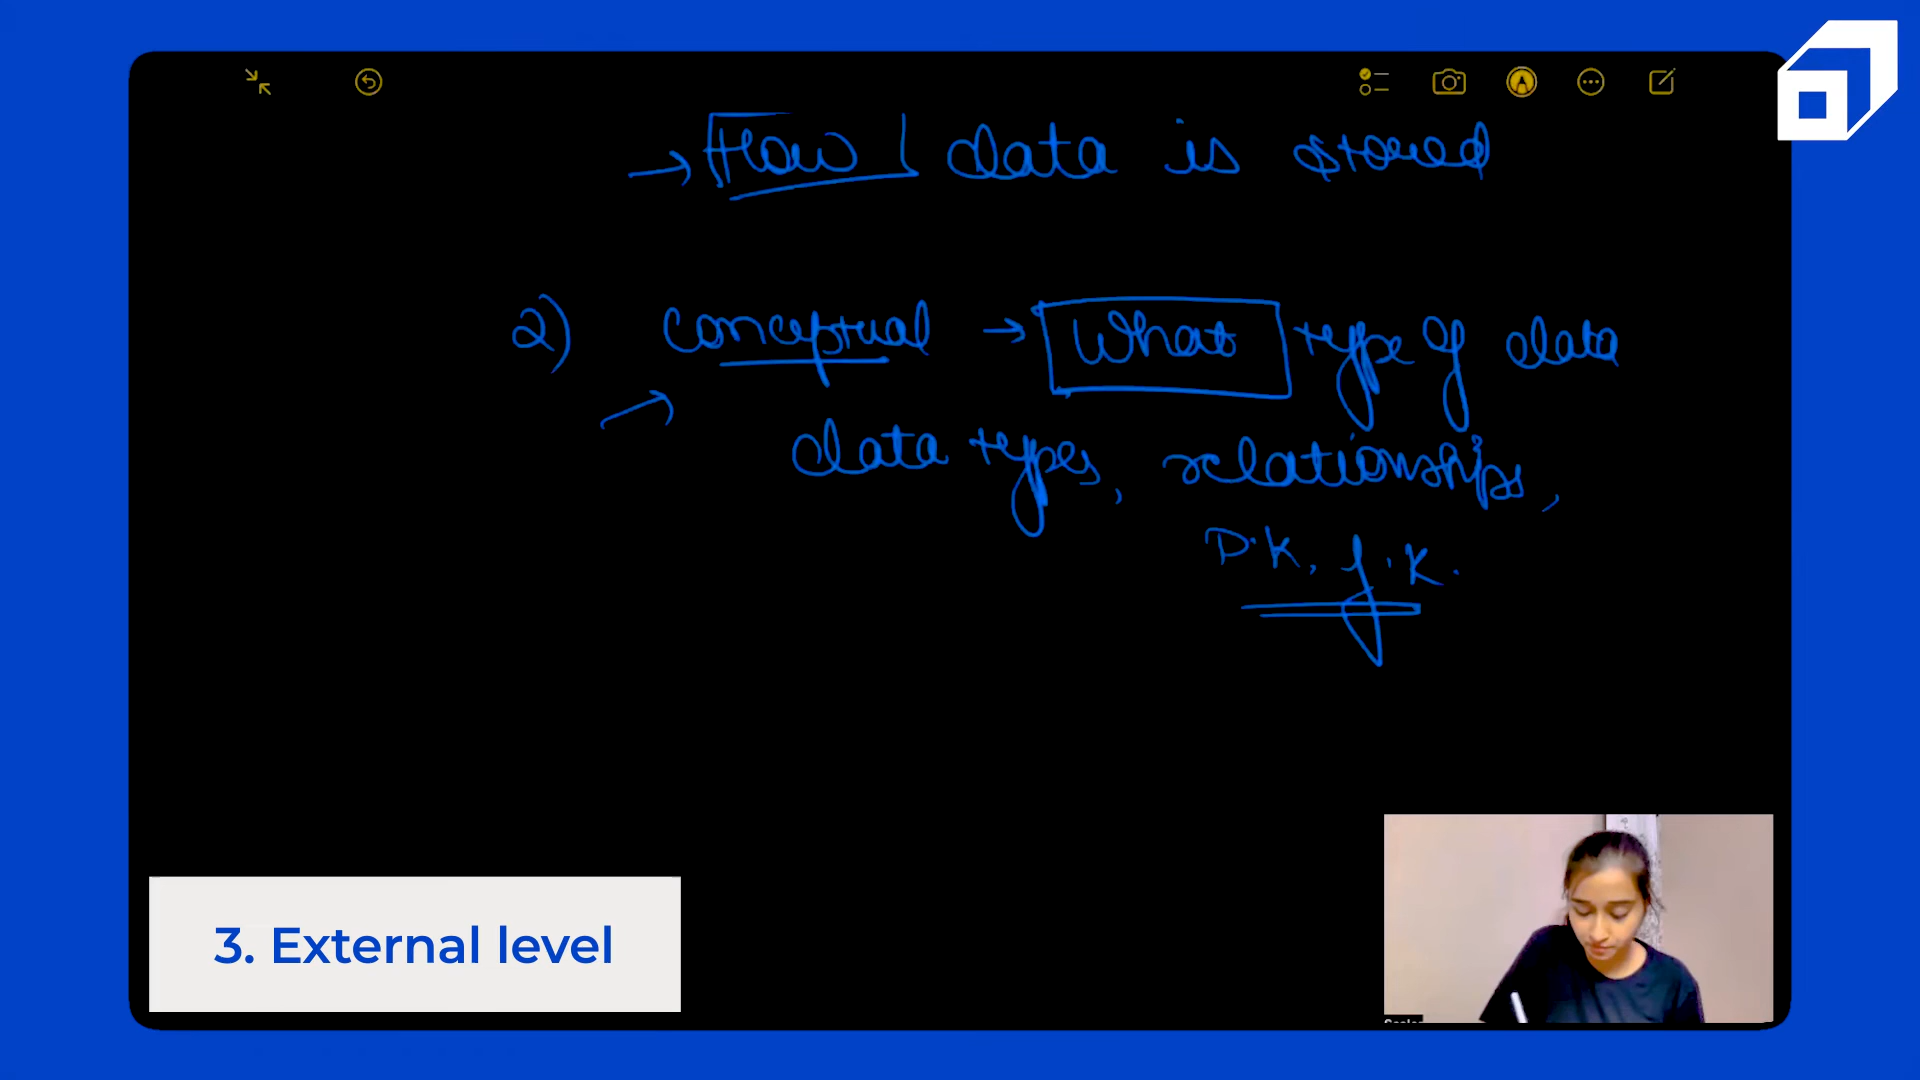 → How data is stored
2) conceptual → What type of data
→ data types, relationships,
P.K, f.K.
3. External level